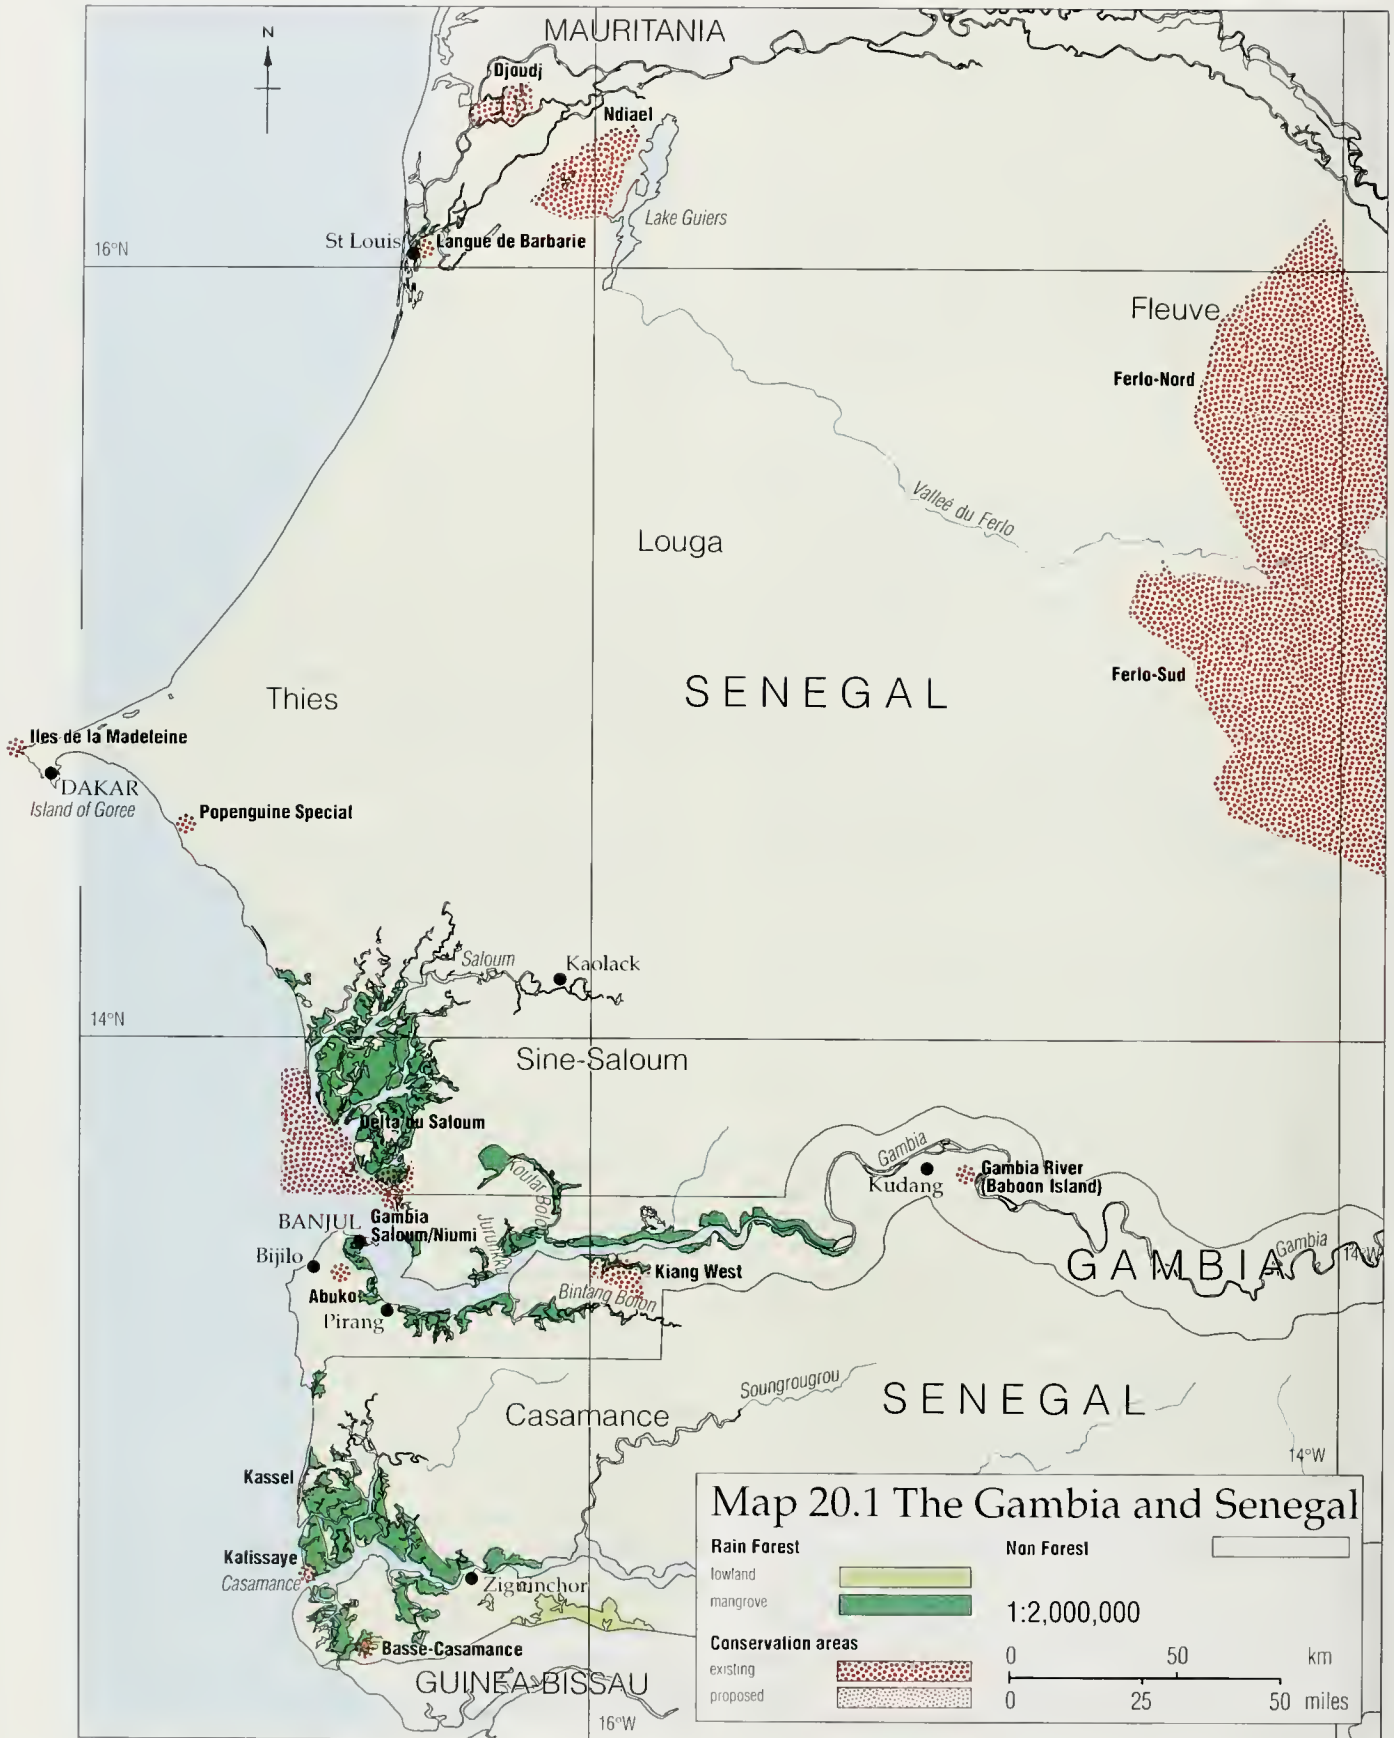 N
MAURITANIA
Djoudj
Ndiael
Lake Guiers
St Louis
Langue de Barbarie
16°N
Fleuve
Ferlo-Nord
Valleé du Ferlo
Louga
SENEGAL
Ferlo-Sud
Thies
Iles de la Madeleine
DAKAR
Island of Goree
Popenguine Special
Saloum
Kaolack
14°N
Sine-Saloum
Delta du Saloum
Gambia
Kudang
Gambia River
(Baboon Island)
Koular Bolon
Jurunku
BANJUL
Gambia
Saloum/Niumi
Bijilo
Abuko
Pirang
Kiang West
Bintang Bolon
GAMBIA
Gambia
14°W
Soungrougrou
SENEGAL
Casamance
14°W
Kassel
Kalissaye
Casamance
Ziguinchor
Basse-Casamance
GUINEA-BISSAU
16°W
Map 20.1 The Gambia and Senegal
Rain Forest
lowland
mangrove
Non Forest
1:2,000,000
Conservation areas
existing
proposed
0 50 km
0 25 50 miles